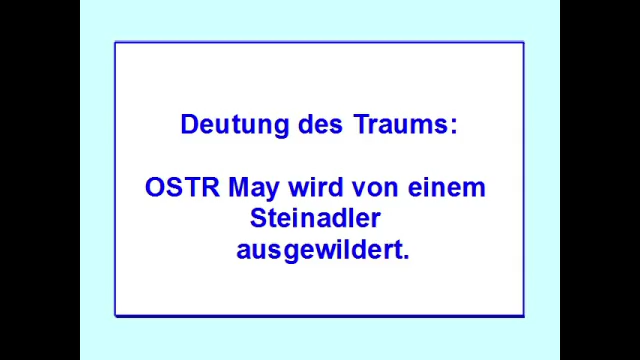 Deutung des Traums:
OSTR May wird von einem
Steinadler
ausgewildert.